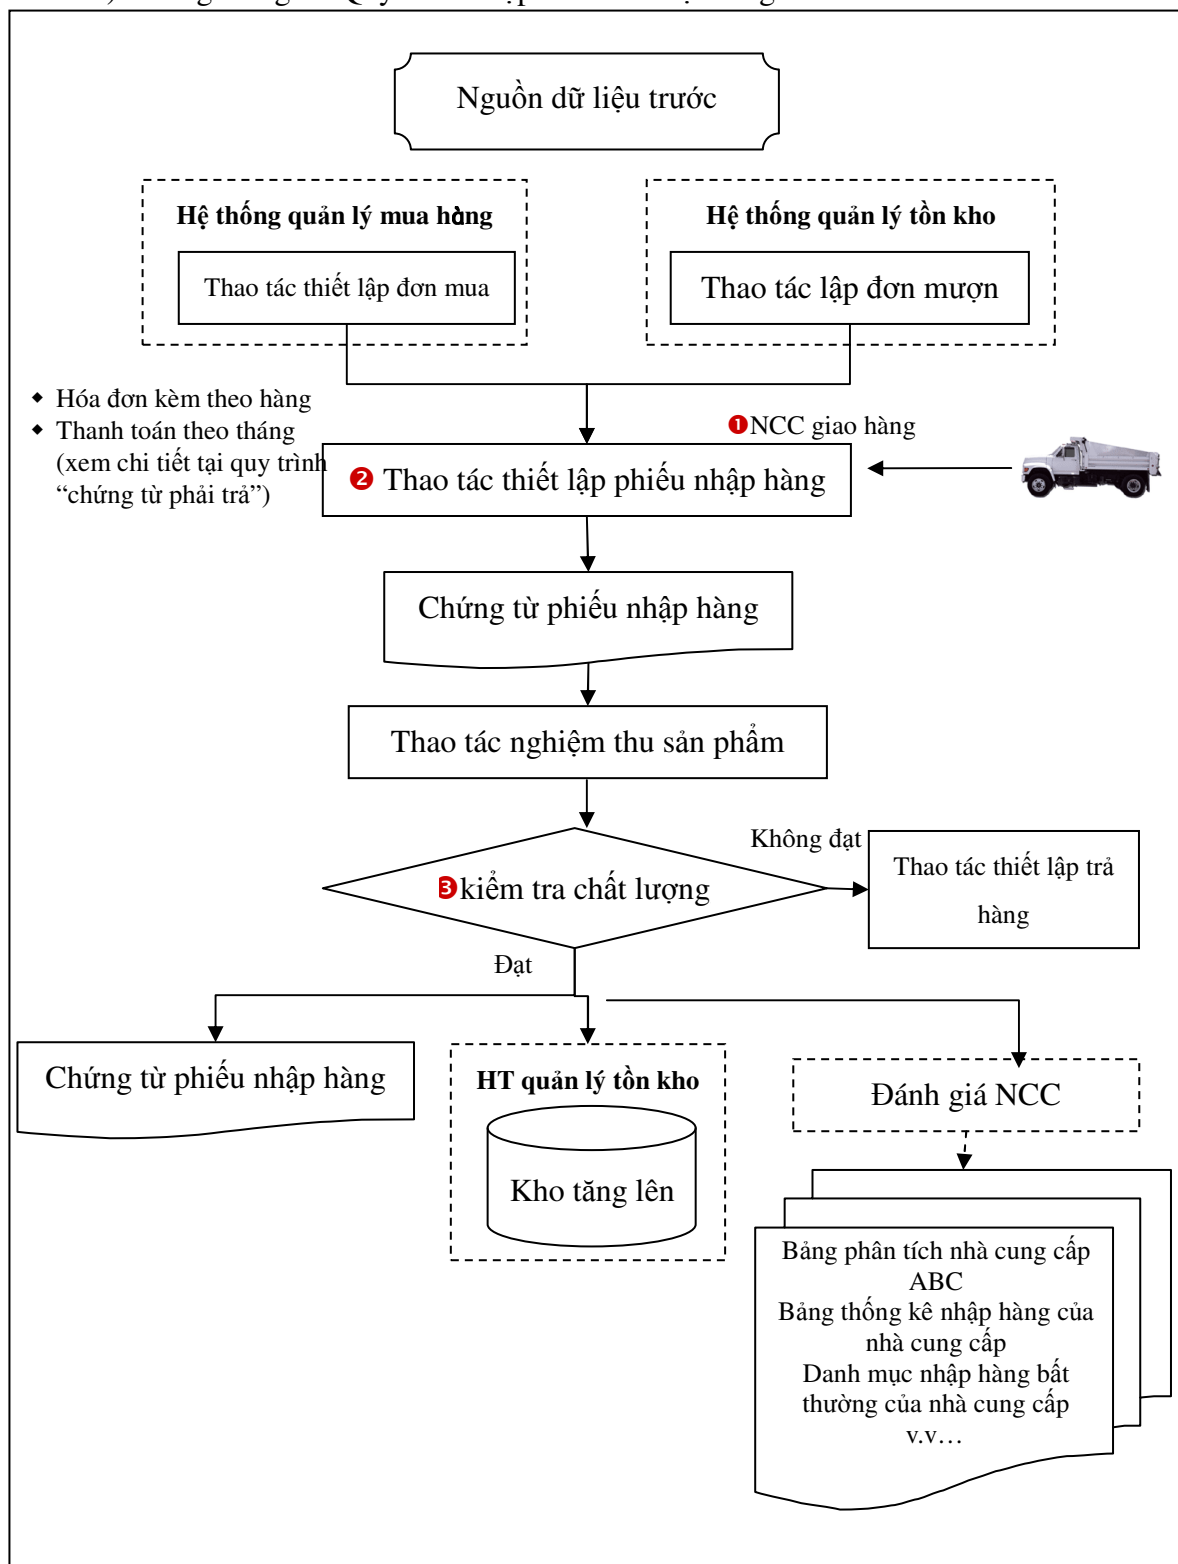 Nguồn dữ liệu trước
Hệ thống quản lý mua hàng
Hệ thống quản lý tồn kho
Thao tác thiết lập đơn mua
Thao tác lập đơn mượn
◆ Hóa đơn kèm theo hàng
◆ Thanh toán theo tháng
(xem chi tiết tại quy trình
“chứng từ phải trả”)
❶NCC giao hàng
❷ Thao tác thiết lập phiếu nhập hàng
Chứng từ phiếu nhập hàng
Thao tác nghiệm thu sản phẩm
Không đạt
❸kiểm tra chất lượng
Thao tác thiết lập trả
hàng
Đạt
Chứng từ phiếu nhập hàng
HT quản lý tồn kho
Kho tăng lên
Đánh giá NCC
Bảng phân tích nhà cung cấp
ABC
Bảng thống kê nhập hàng của
nhà cung cấp
Danh mục nhập hàng bất
thường của nhà cung cấp
v.v…